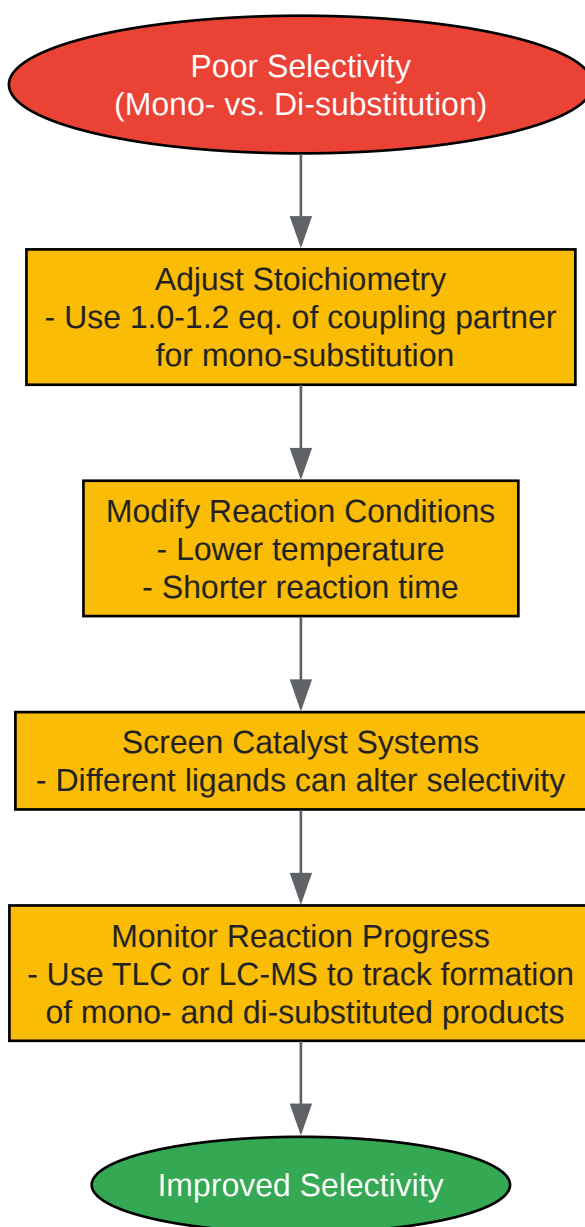 Poor Selectivity
(Mono- vs. Di-substitution)
Adjust Stoichiometry
- Use 1.0-1.2 eq. of coupling partner
for mono-substitution
Modify Reaction Conditions
- Lower temperature
- Shorter reaction time
Screen Catalyst Systems
- Different ligands can alter selectivity
Monitor Reaction Progress
- Use TLC or LC-MS to track formation
of mono- and di-substituted products
Improved Selectivity